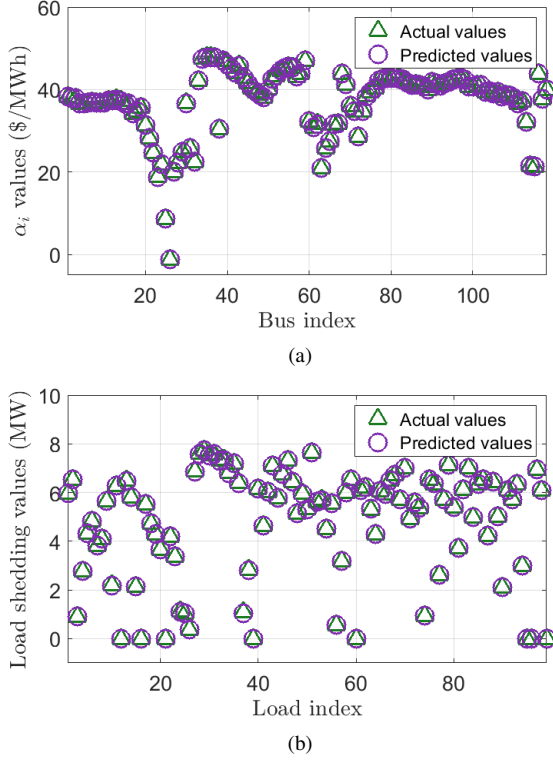 60
40
20
0
α_i values ($/MWh)
Actual values
Predicted values
20 40 60 80 100
Bus index
(a)
10
8
6
4
2
0
Load shedding values (MW)
Actual values
Predicted values
20 40 60 80
Load index
(b)